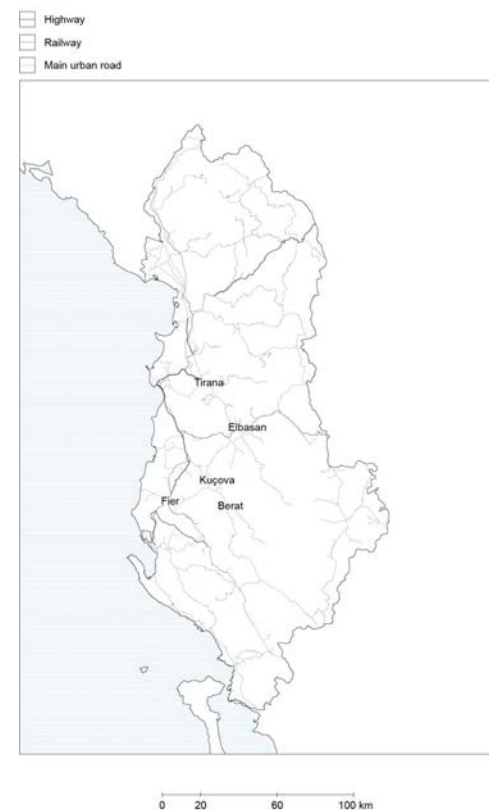 Highway
Railway
Main urban road
Tirana
Elbasan
Kuçova
Fier
Berat
0 20 60 100 km